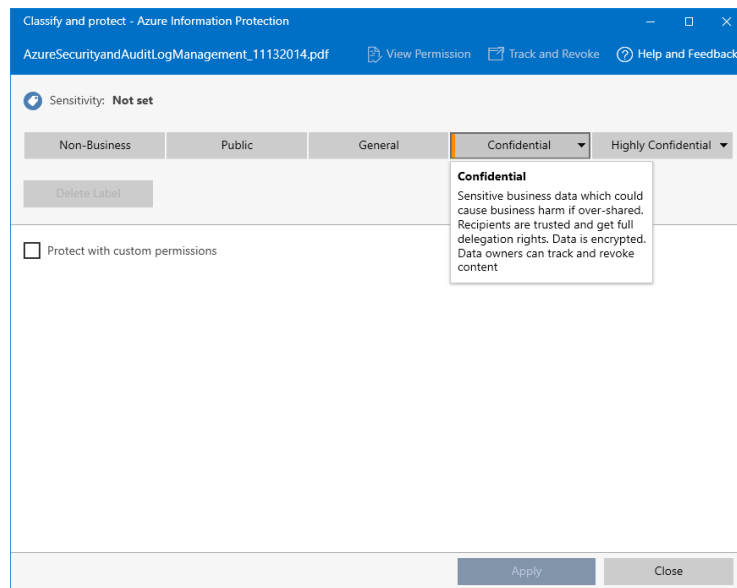 Classify and protect - Azure Information Protection
AzureSecurityandAuditLogManagement_11132014.pdf View Permission Track and Revoke ? Help and Feedback
Sensitivity: Not set
Non-Business Public General Confidential Highly Confidential
Delete Label
Confidential
Sensitive business data which could
cause business harm if over-shared.
Recipients are trusted and get full
delegation rights. Data is encrypted.
Data owners can track and revoke
content
Protect with custom permissions
Apply Close